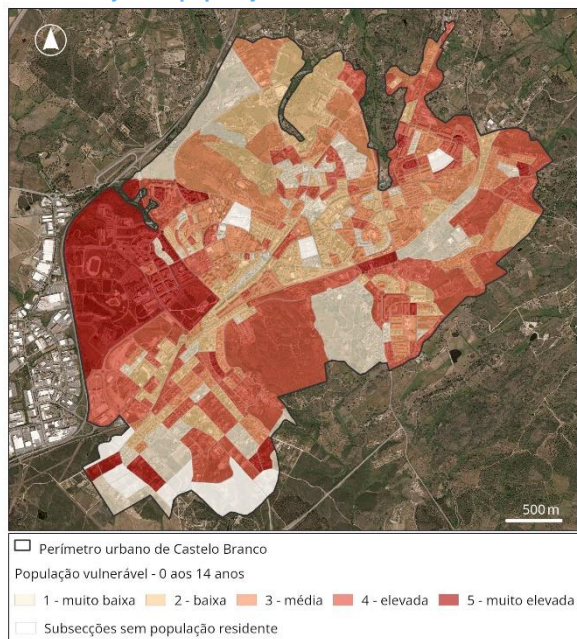 500 m
Perímetro urbano de Castelo Branco
População vulnerável - 0 aos 14 anos
1 - muito baixa 2 - baixa 3 - média 4 - elevada 5 - muito elevada
Subsecções sem população residente